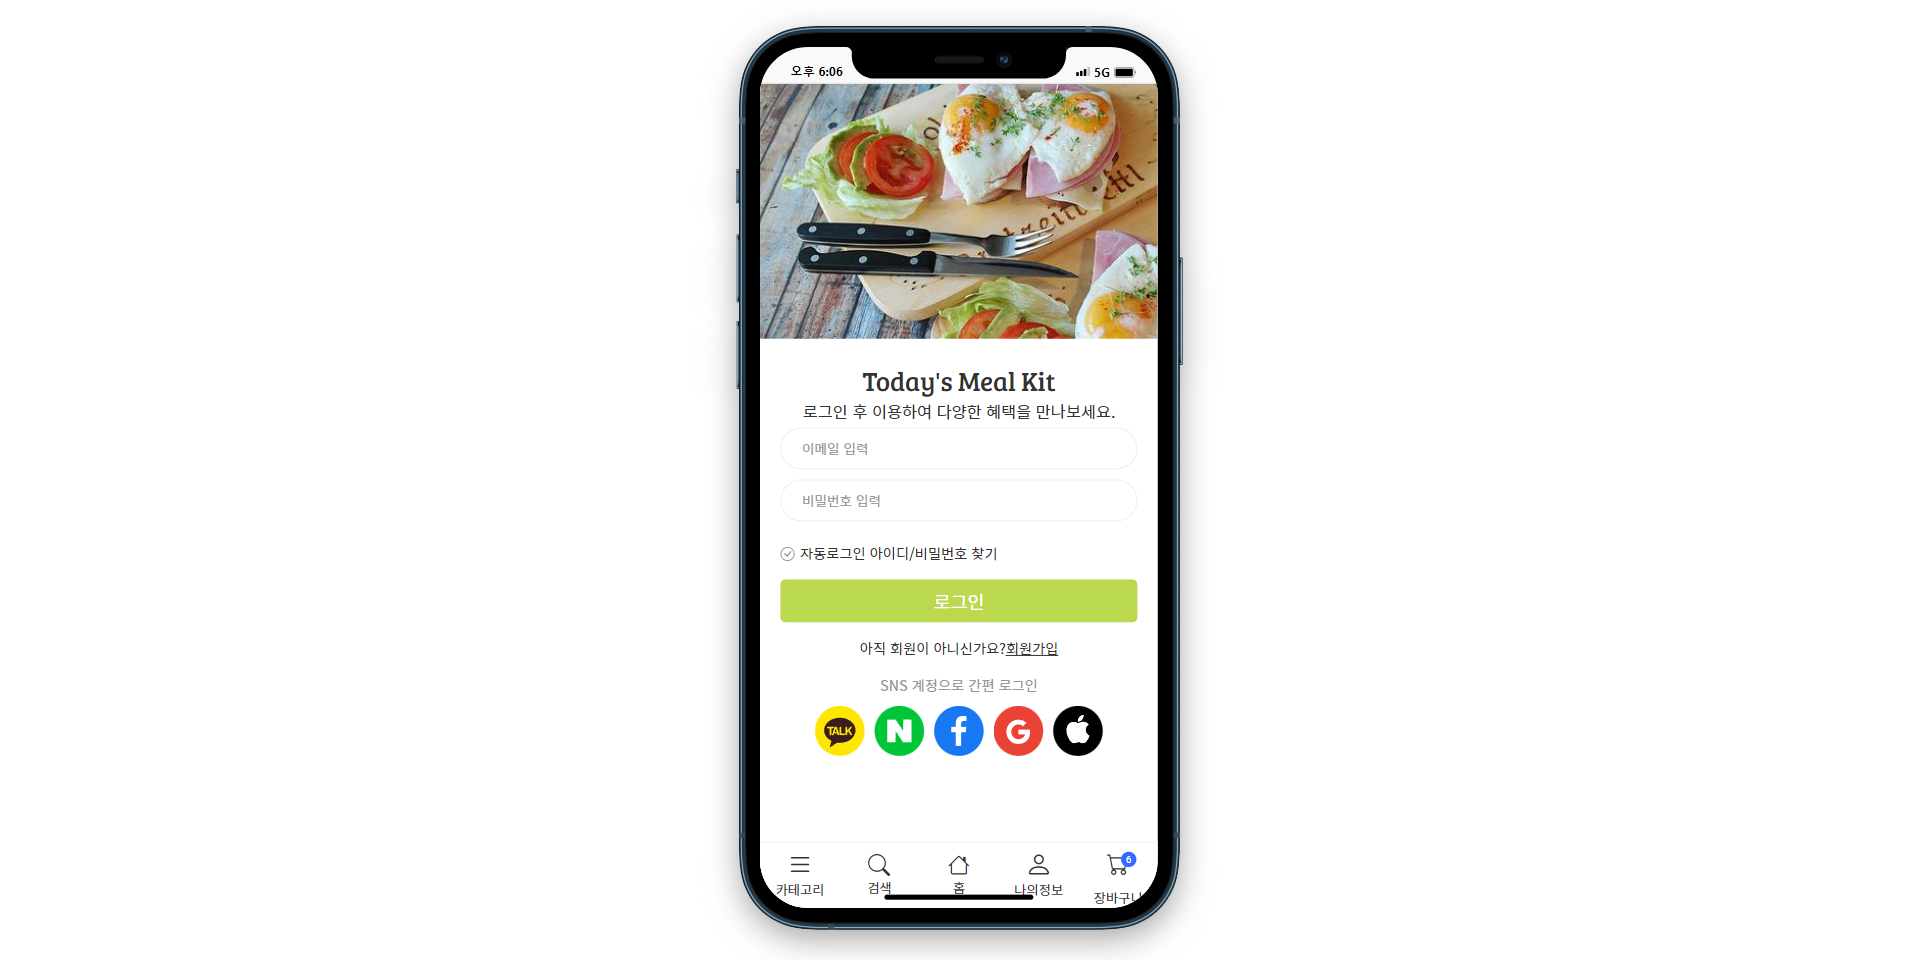 오후 6:06
5G
Today's Meal Kit
로그인 후 이용하여 다양한 혜택을 만나보세요.
이메일 입력
비밀번호 입력
자동로그인 아이디/비밀번호 찾기
로그인
아직 회원이 아니신가요?회원가입
SNS 계정으로 간편 로그인
TALK N f G
6
카테고리 검색 홈 나의정보 장바구니